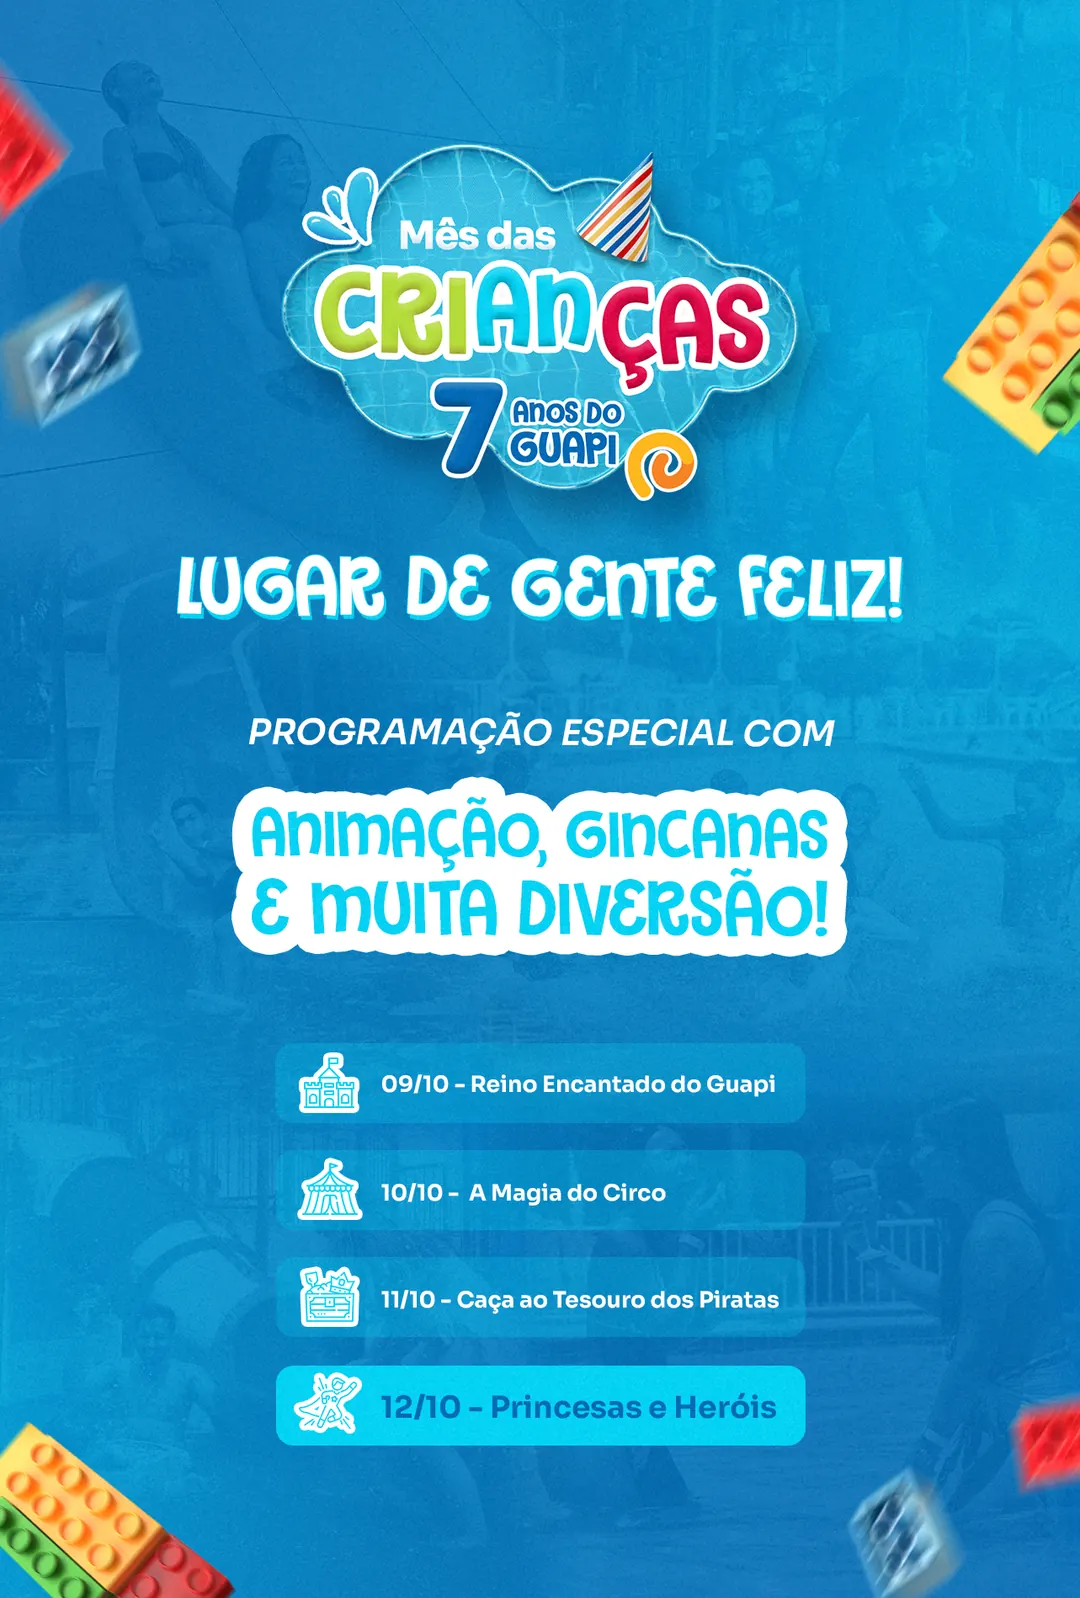 Mês das
CRIANÇAS
7 ANOS DO
GUAPI
LUGAR DE GENTE FELIZ!
PROGRAMAÇÃO ESPECIAL COM
ANIMAÇÃO, GINCANAS
E MUITA DIVERSÃO!
09/10 - Reino Encantado do Guapi
10/10 - A Magia do Circo
11/10 - Caça ao Tesouro dos Piratas
12/10 - Princesas e Heróis